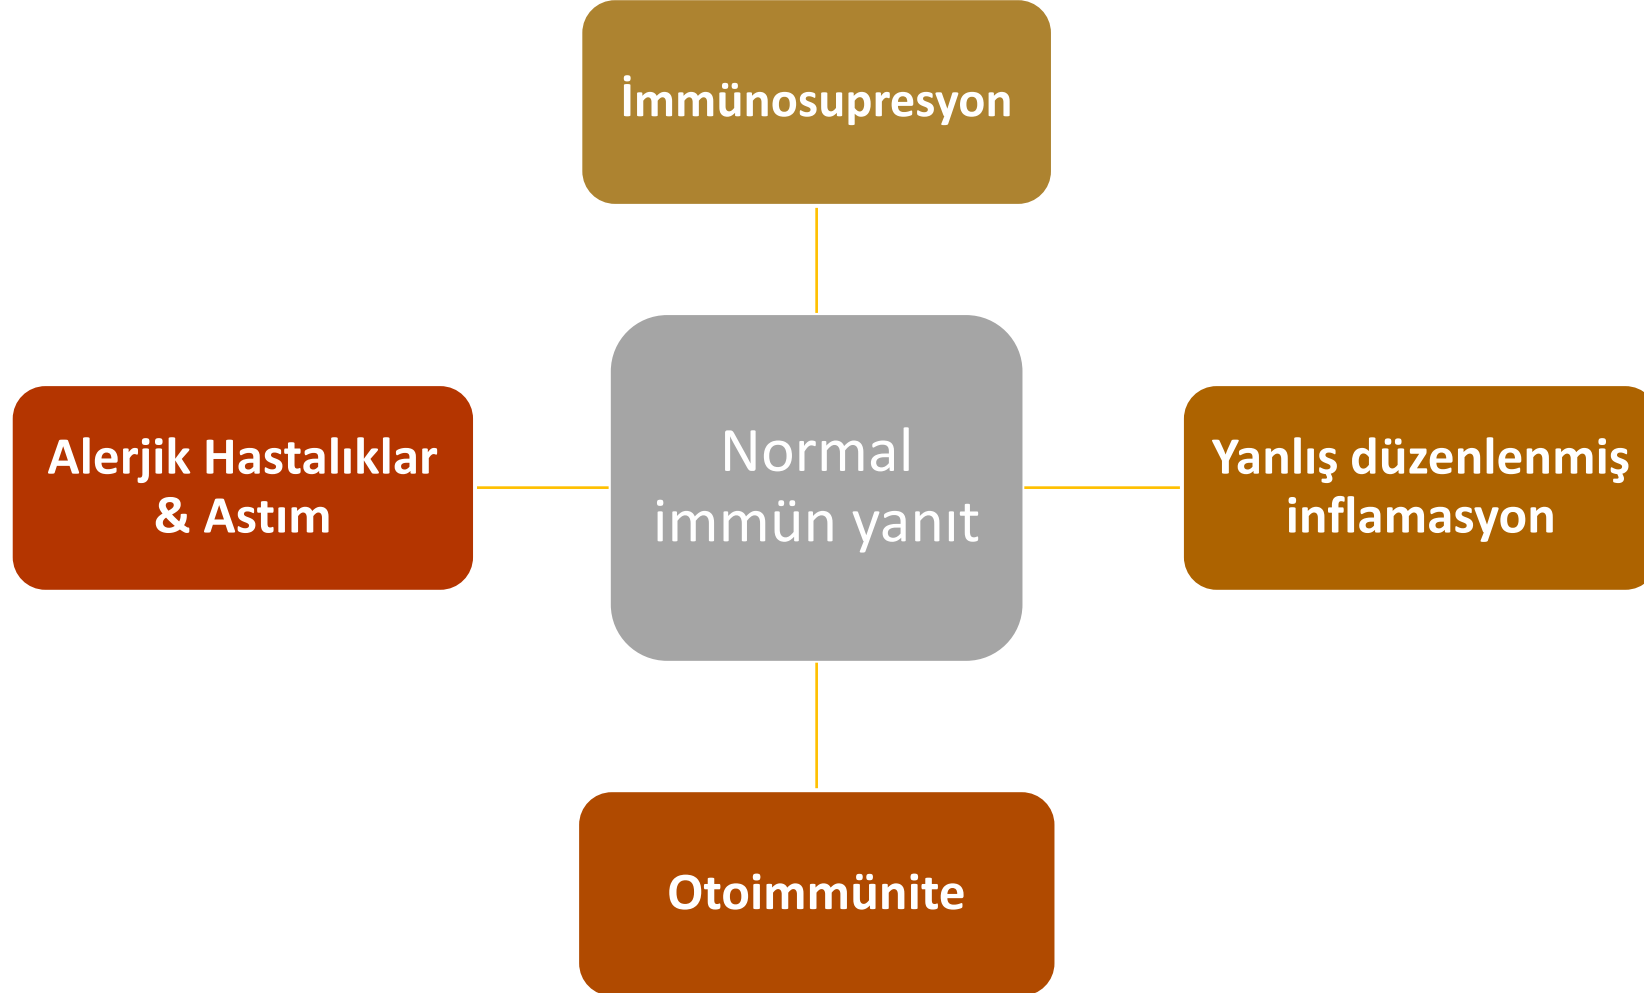 İmmünosupresyon
Alerjik Hastalıklar
& Astım
Normal
immün yanıt
Yanlış düzenlenmiş
inflamasyon
Otoimmünite